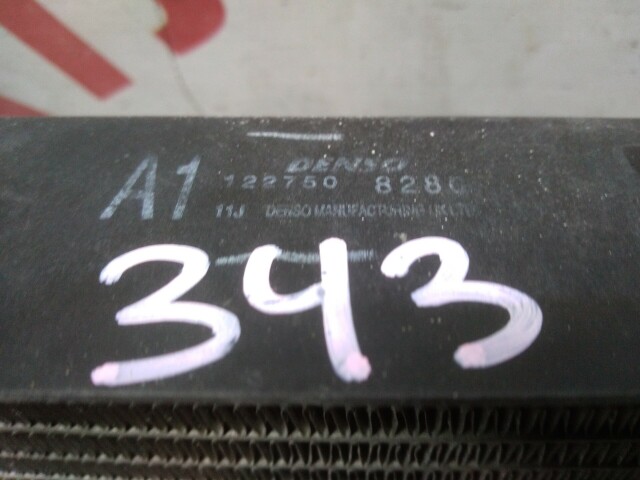 DENSO
A1 122750 8280
11J DENSO MANUFACTURING UK LTD
343